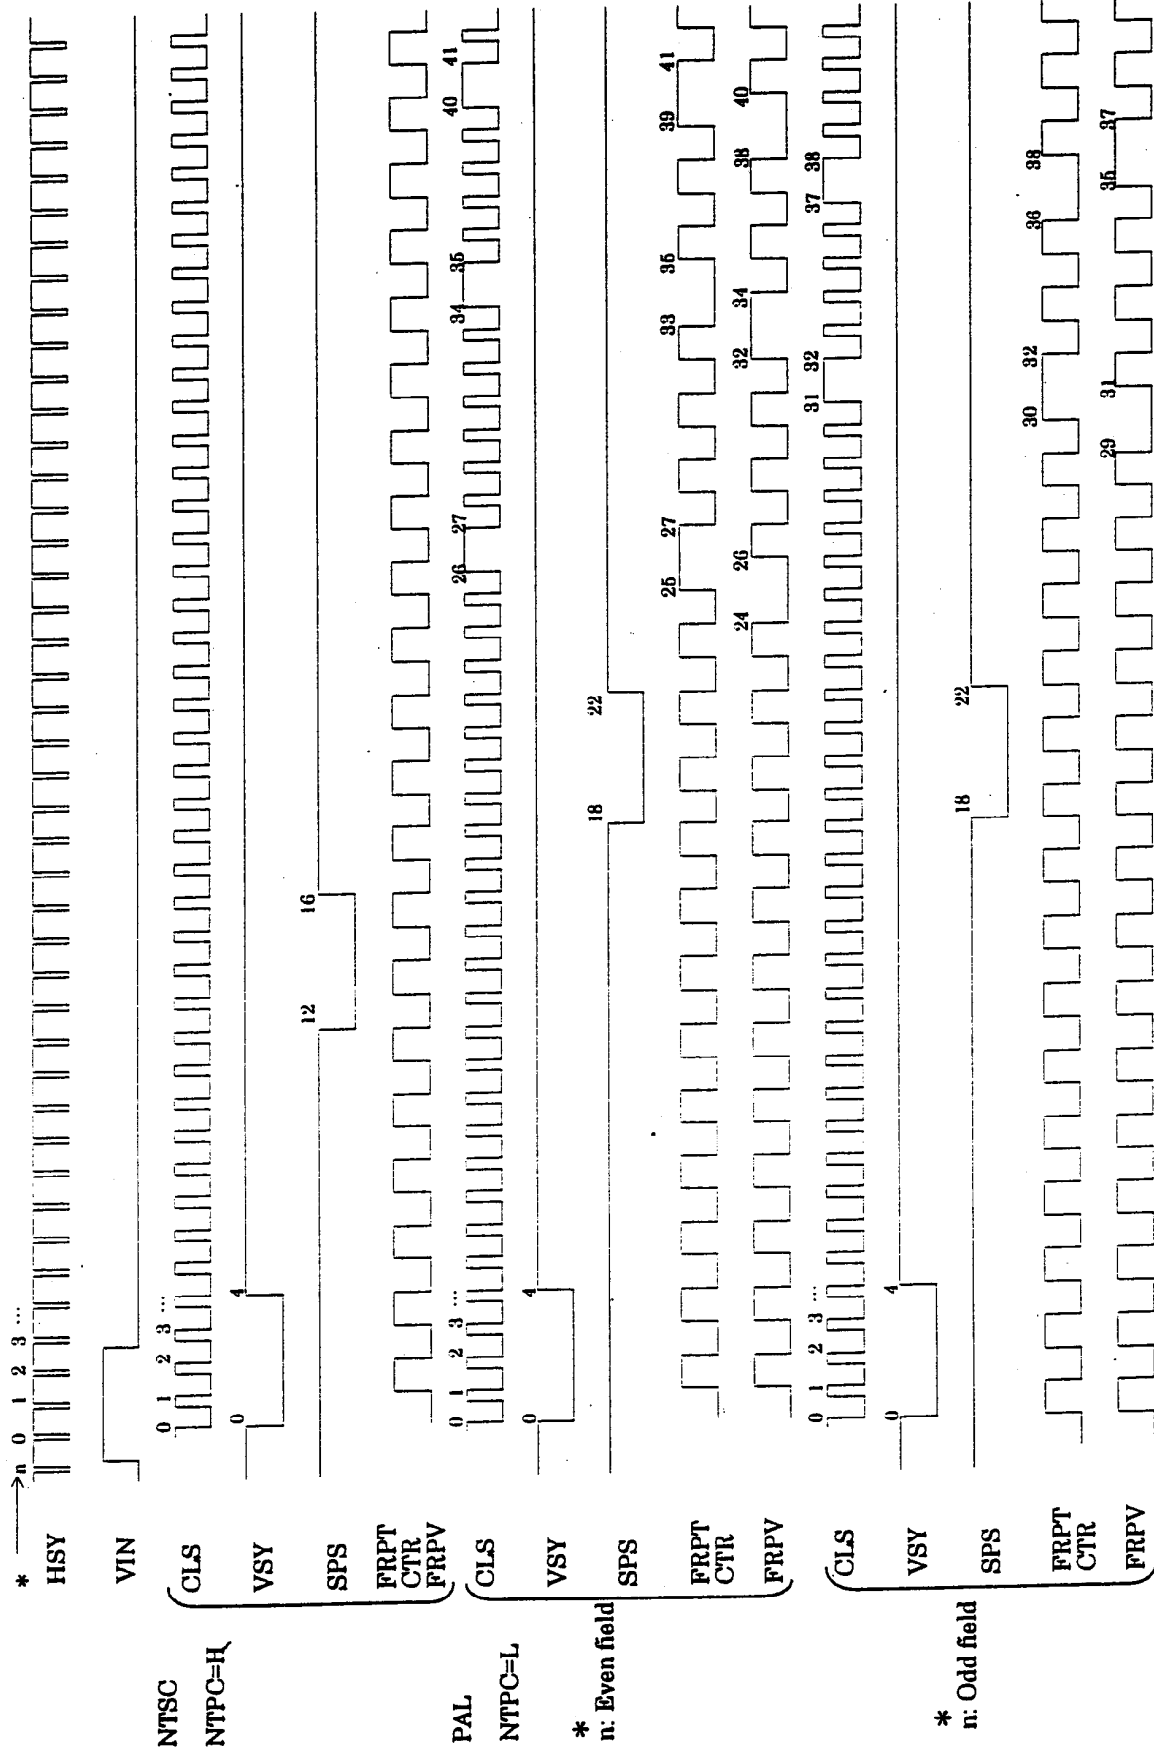 * n 0 1 2 3 ...
HSY
VIN
NTSC
NTPC=H
CLS 0 1 2 3 ...
VSY 0 4
SPS 12 16
FRPT
CTR
FRPV
PAL
NTPC=L
*
n: Even field
CLS 0 1 2 3 ... 26 27 34 35 40 41
VSY 0 4
SPS 18 22
FRPT
CTR 25 27 33 35 39 41
FRPV 24 26 32 34 38 40
*
n: Odd field
CLS 0 1 2 3 ... 31 32 37 38
VSY 0 4
SPS 18 22
FRPT
CTR 30 32 36 38
FRPV 29 31 35 37